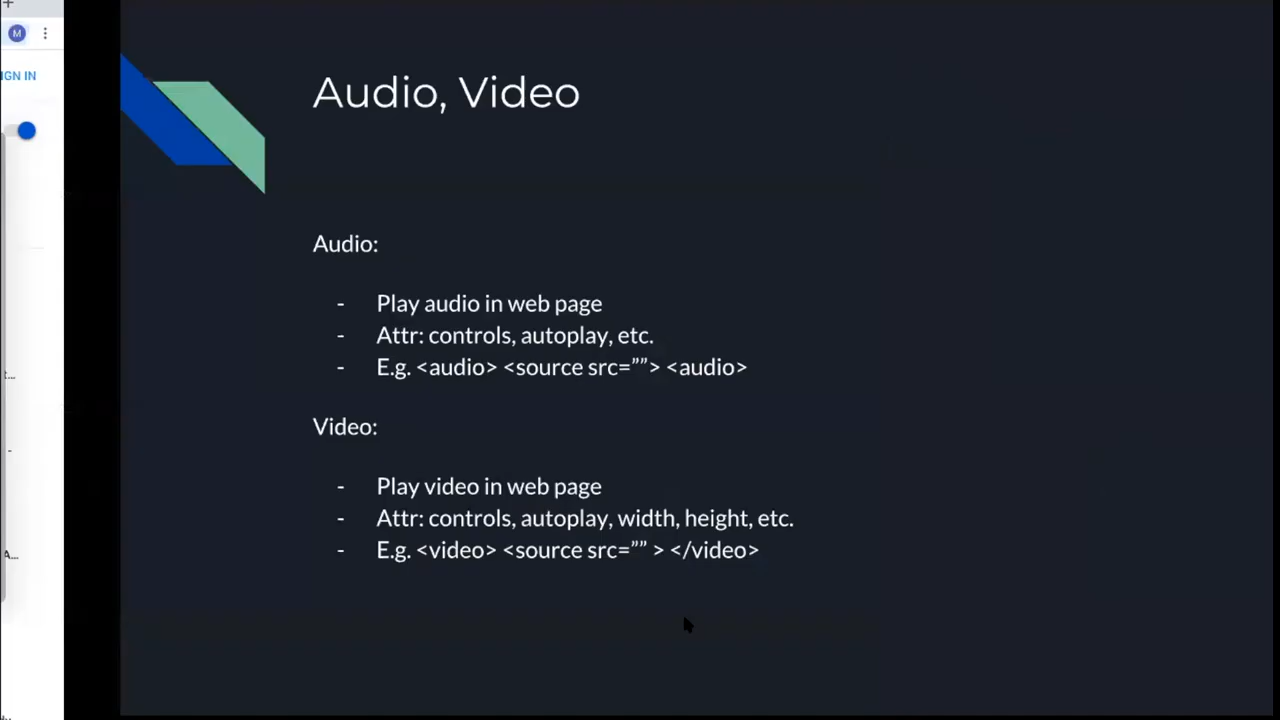 M
IGN IN
Audio, Video
Audio:
- Play audio in web page
- Attr: controls, autoplay, etc.
- E.g. <audio> <source src=””> <audio>
Video:
- Play video in web page
- Attr: controls, autoplay, width, height, etc.
- E.g. <video> <source src=”” > </video>